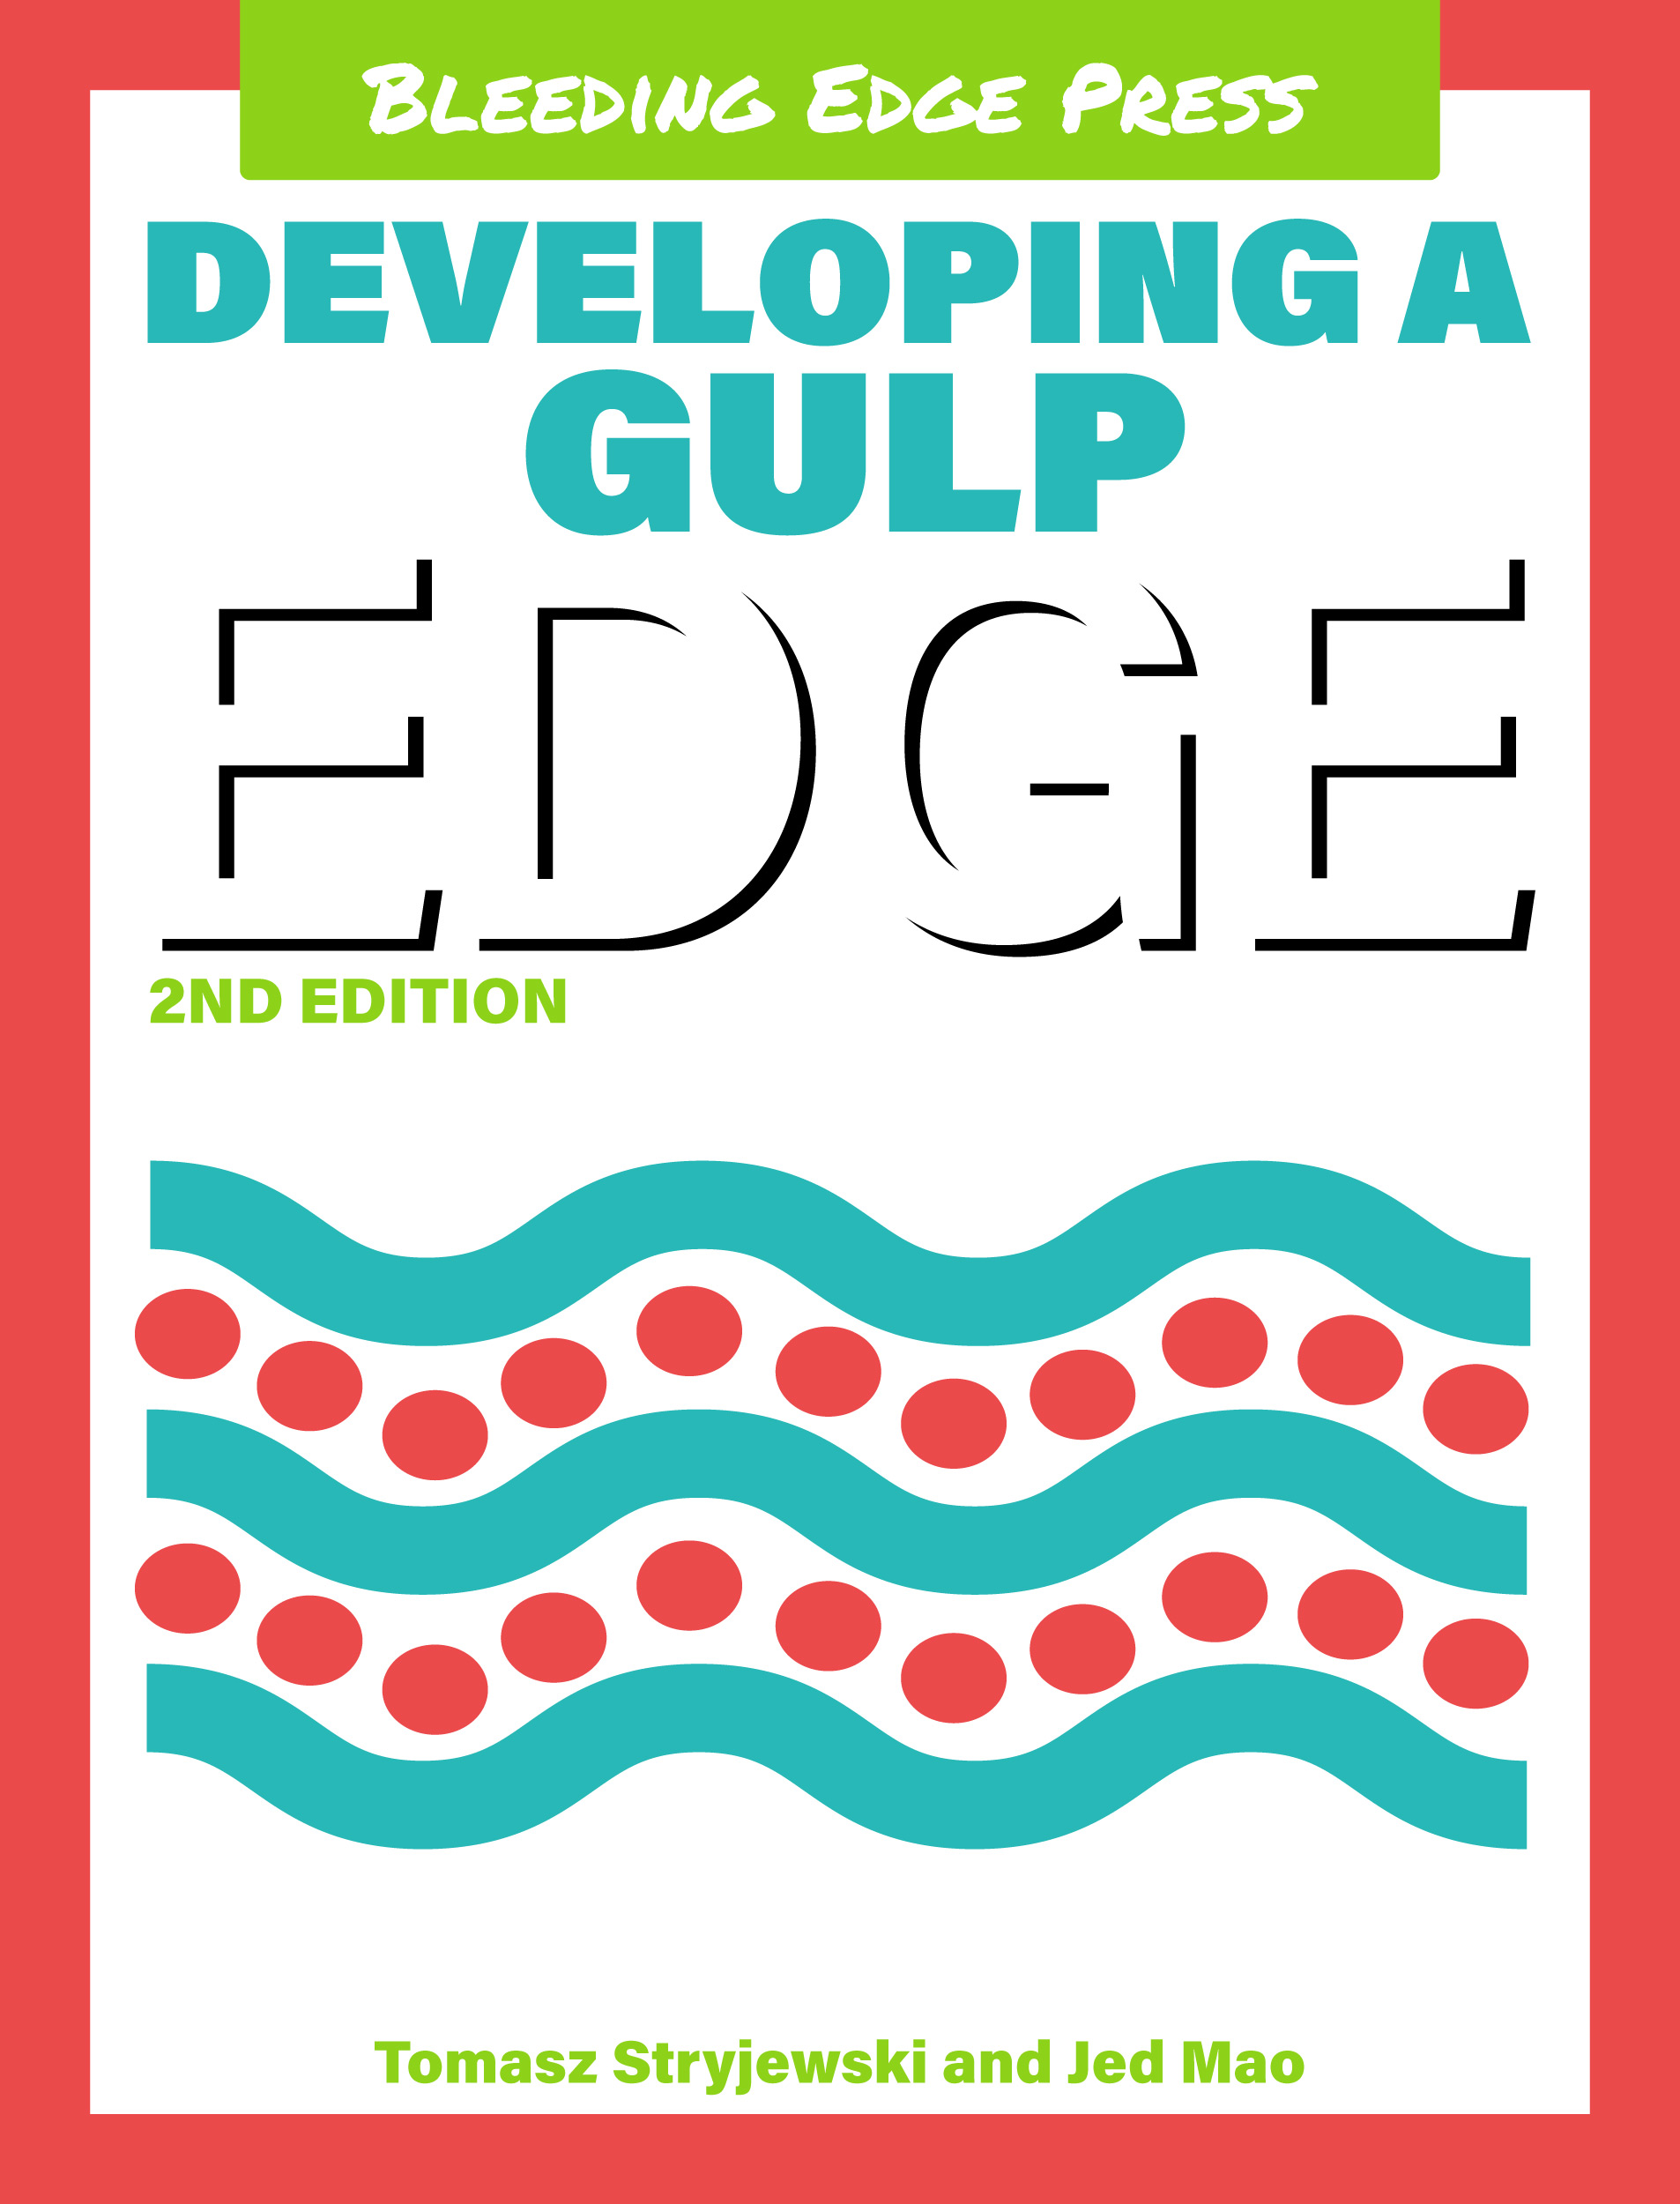 BLEEDING EDGE PRESS
DEVELOPING A
GULP
EDGE
2ND EDITION
Tomasz Stryjewski and Jed Mao